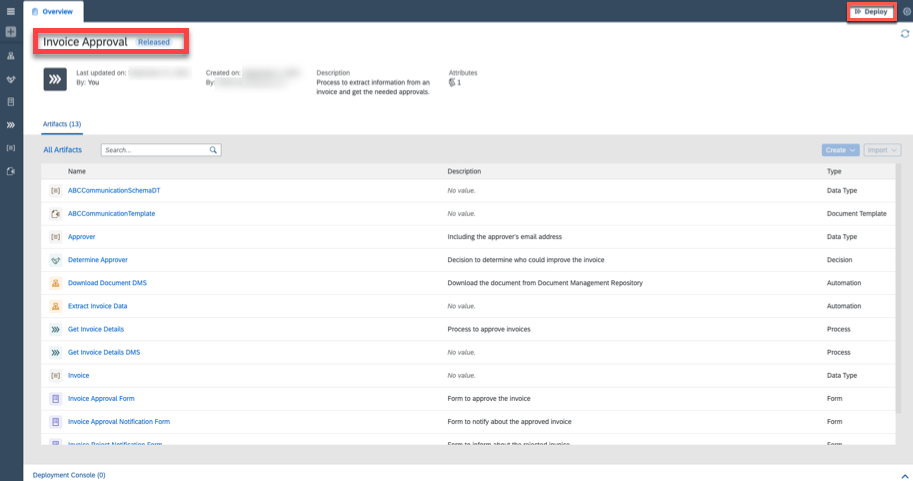 Overview
Deploy
Invoice Approval Released
Last updated on:
By: You
Created on:
By:
Description
Process to extract information from an
invoice and get the needed approvals.
Attributes
1
Artifacts (13)
All Artifacts
Search...
Create
Import
Name Description Type
ABCCommunicationSchemaDT No value. Data Type
ABCCommunicationTemplate No value. Document Template
Approver Including the approver's email address Data Type
Determine Approver Decision to determine who could improve the invoice Decision
Download Document DMS Download the document from Document Management Repository Automation
Extract Invoice Data No value. Automation
Get Invoice Details Process to approve invoices Process
Get Invoice Details DMS No value. Process
Invoice No value. Data Type
Invoice Approval Form Form to approve the invoice Form
Invoice Approval Notification Form Form to notify about the approved invoice Form
Invoice Reject Notification Form Form to inform about the rejected invoice Form
Deployment Console (0)